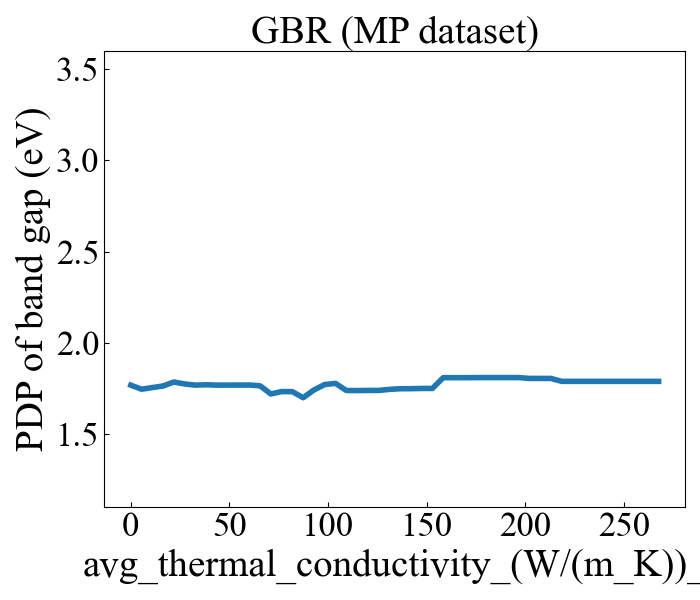 GBR (MP dataset)
PDP of band gap (eV)
3.5
3.0
2.5
2.0
1.5
0 50 100 150 200 250
avg_thermal_conductivity_(W/(m_K))_